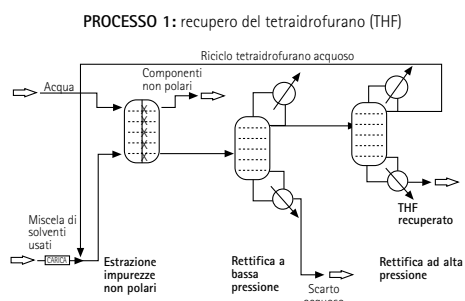 PROCESSO 1: recupero del tetraidrofurano (THF)
Riciclo tetraidrofurano acquoso
Componenti
non polari
Acqua
Miscela di
solventi
usati
CARICA
Estrazione
impurezze
non polari
Rettifica a
bassa
pressione
THF
recuperato
Rettifica ad alta
pressione
Scarto
acquoso